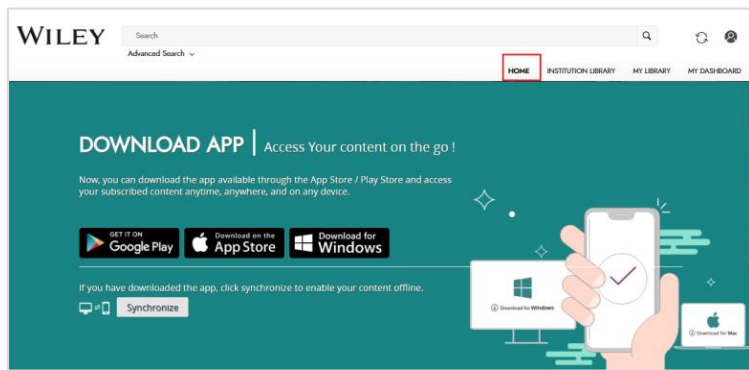 WILEY
Search
Advanced Search
HOME INSTITUTION LIBRARY MY LIBRARY MY DASHBOARD
DOWNLOAD APP | Access Your content on the go !
Now, you can download the app available through the App Store / Play Store and access
your subscribed content anytime, anywhere, and on any device.
GET IT ON
Google Play
Download on the
App Store
Download for
Windows
If you have downloaded the app, click synchronize to enable your content offline.
Synchronize
Download for Windows
Download for Mac